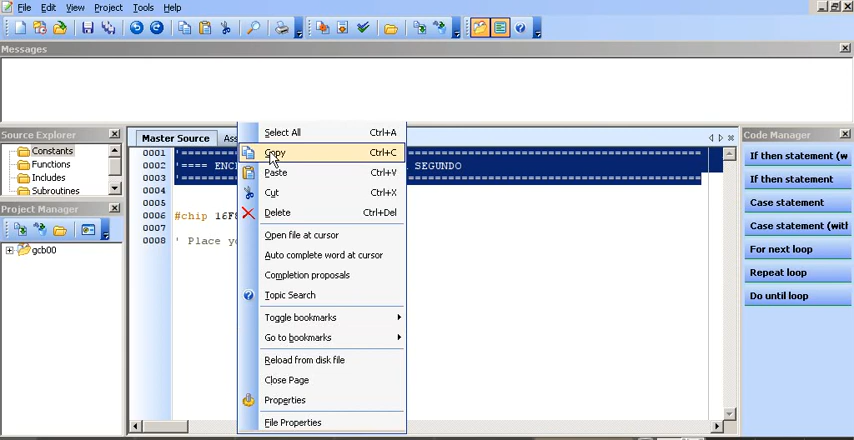 File Edit View Project Tools Help
Messages
Source Explorer
Constants
Functions
Includes
Subroutines
Project Manager
gcb00
Master Source
0001 '====================
0002 '==== SEGUNDO
0003 '====================
0005
0006 #chip
0007
0008 ' Place
Select All Ctrl+A
Copy Ctrl+C
Paste Ctrl+V
Cut Ctrl+X
Delete Ctrl+Del
Open file at cursor
Auto complete word at cursor
Completion proposals
Topic Search
Toggle bookmarks
Go to bookmarks
Reload from disk file
Close Page
Properties
File Properties
Code Manager
If then statement (w
If then statement
Case statement
Case statement (with
For next loop
Repeat loop
Do until loop